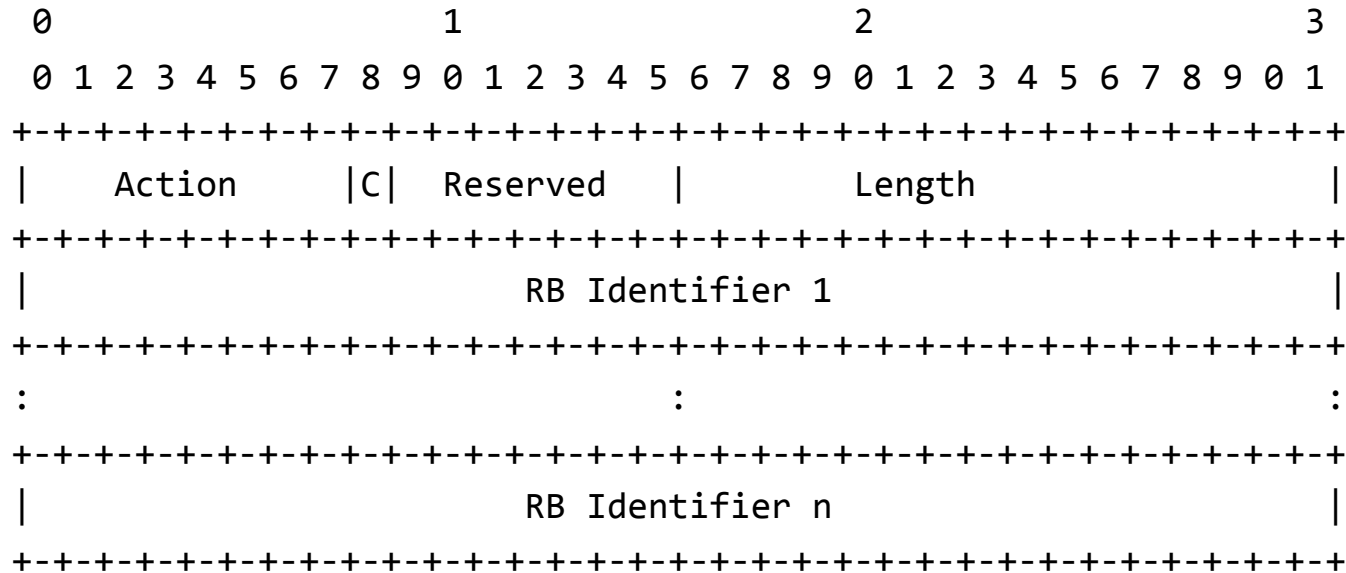 0                   1                   2                   3
 0 1 2 3 4 5 6 7 8 9 0 1 2 3 4 5 6 7 8 9 0 1 2 3 4 5 6 7 8 9 0 1
+-+-+-+-+-+-+-+-+-+-+-+-+-+-+-+-+-+-+-+-+-+-+-+-+-+-+-+-+-+-+-+-+
|    Action     |C|  Reserved   |        Length                 |
+-+-+-+-+-+-+-+-+-+-+-+-+-+-+-+-+-+-+-+-+-+-+-+-+-+-+-+-+-+-+-+-+
|                        RB Identifier 1                        |
+-+-+-+-+-+-+-+-+-+-+-+-+-+-+-+-+-+-+-+-+-+-+-+-+-+-+-+-+-+-+-+-+
:                               :                               :
+-+-+-+-+-+-+-+-+-+-+-+-+-+-+-+-+-+-+-+-+-+-+-+-+-+-+-+-+-+-+-+-+
|                        RB Identifier n                        |
+-+-+-+-+-+-+-+-+-+-+-+-+-+-+-+-+-+-+-+-+-+-+-+-+-+-+-+-+-+-+-+-+